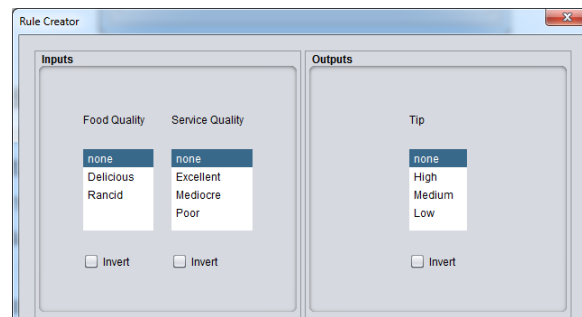 Rule Creator
Inputs
Outputs
Food Quality Service Quality Tip
none none none
Delicious Excellent High
Rancid Mediocre Medium
Poor Low
Invert Invert Invert